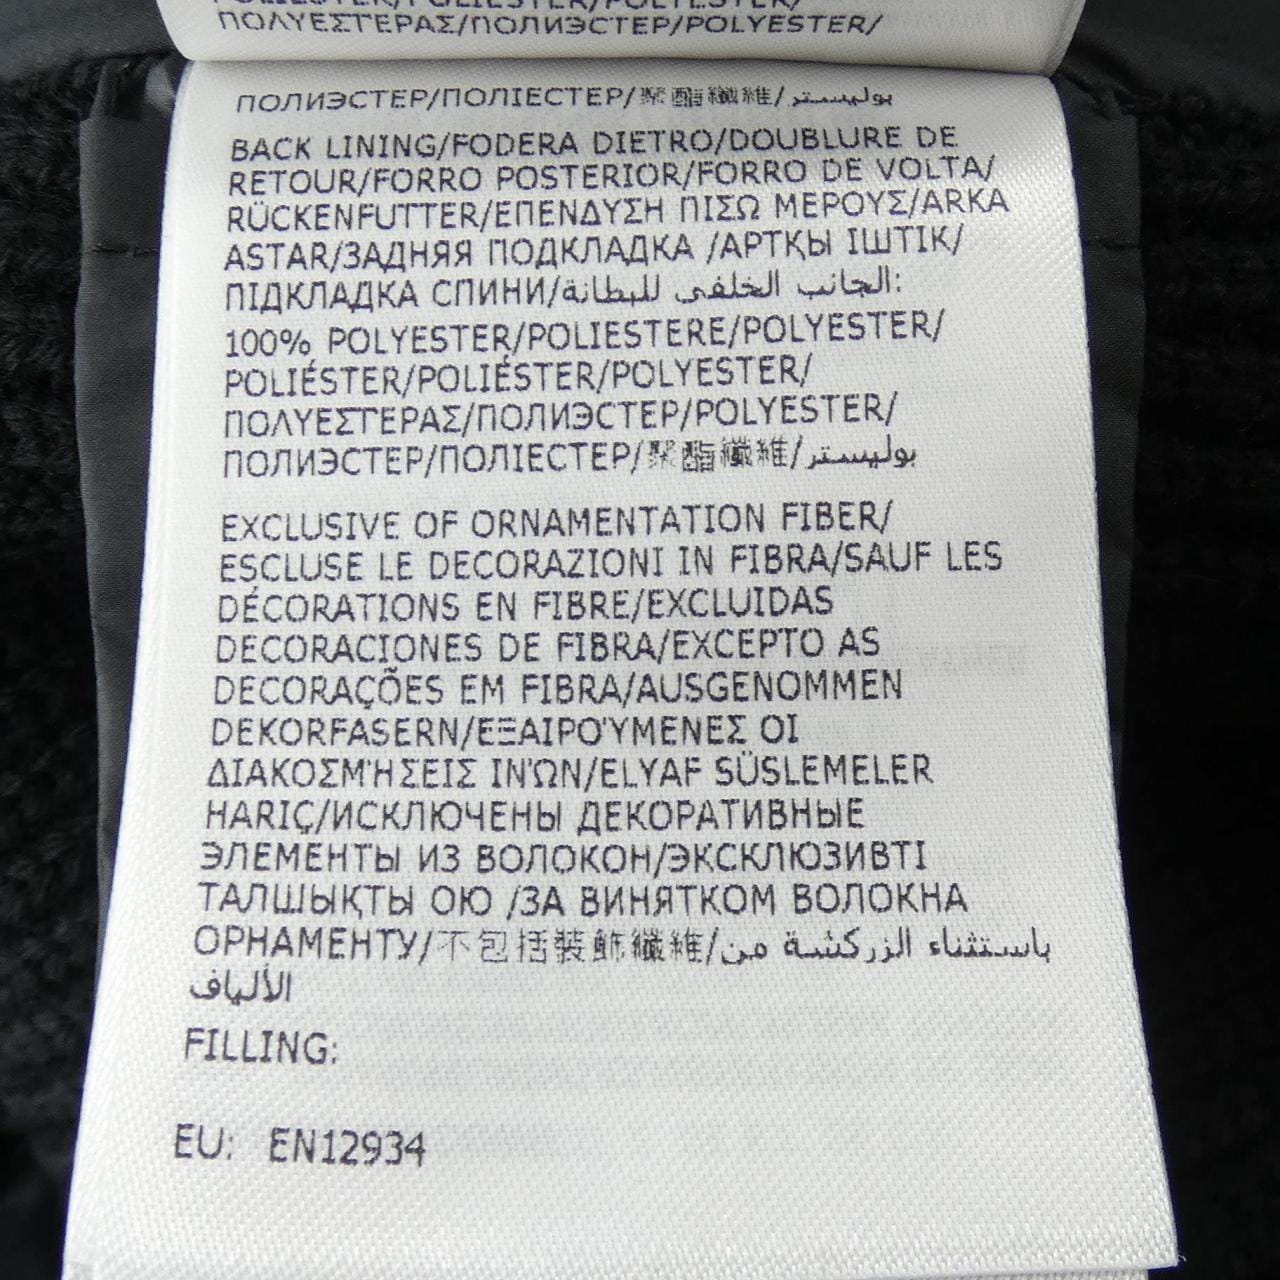 ΠΟΛΥΕΣΤΕΡΑΣ/ПОЛИЭСТЕР/POLYESTER/
ПОЛИЭСТЕР/ПОЛІЕСТЕР/聚酯纖維/بوليستر
BACK LINING/FODERA DIETRO/DOUBLURE DE
RETOUR/FORRO POSTERIOR/FORRO DE VOLTA/
RÜCKENFUTTER/ΕΠΕΝΔΥΣΗ ΠΙΣΩ ΜΕΡΟΥΣ/ARKA
ASTAR/ЗАДНЯЯ ПОДКЛАДКА /АРТҚЫ ІШТІК/
ПІДКЛАДКА СПИНИ/الجانب الخلفي للبطانة:
100% POLYESTER/POLIESTERE/POLYESTER/
POLIÉSTER/POLIÉSTER/POLYESTER/
ΠΟΛΥΕΣΤΕΡΑΣ/ПОЛИЭСТЕР/POLYESTER/
ПОЛИЭСТЕР/ПОЛІЕСТЕР/聚酯纖維/بوليستر
EXCLUSIVE OF ORNAMENTATION FIBER/
ESCLUSE LE DECORAZIONI IN FIBRA/SAUF LES
DÉCORATIONS EN FIBRE/EXCLUIDAS
DECORACIONES DE FIBRA/EXCEPTO AS
DECORAÇÕES EM FIBRA/AUSGENOMMEN
DEKORFASERN/ΕΞΑΙΡΟΎΜΕΝΕΣ ΟΙ
ΔΙΑΚΟΣΜΉΣΕΙΣ ΙΝΏΝ/ELYAF SÜSLEMELER
HARIÇ/ИСКЛЮЧЕНЫ ДЕКОРАТИВНЫЕ
ЭЛЕМЕНТЫ ИЗ ВОЛОКОН/ЭКСКЛЮЗИВТІ
ТАЛШЫҚТЫ ОЮ /ЗА ВИНЯТКОМ ВОЛОКНА
ОРНАМЕНТУ/不包括裝飾纖維/باستثناء الزركشة من
الألياف
FILLING:
EU: EN12934